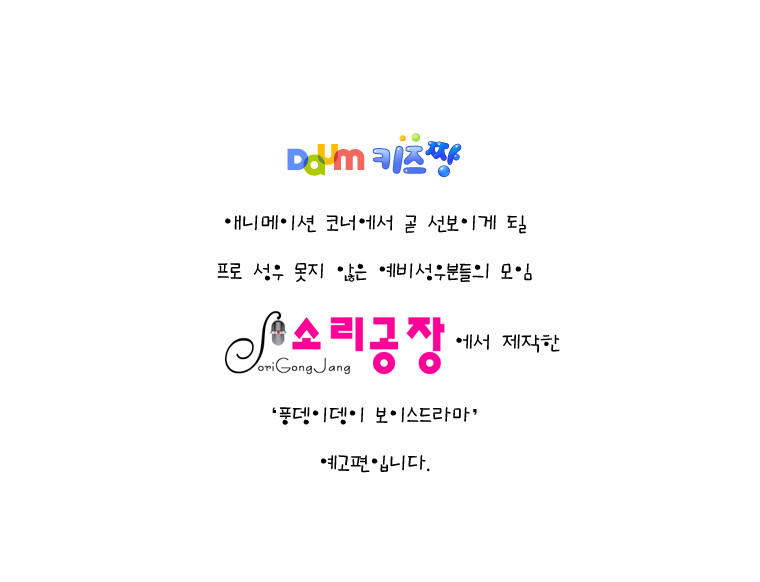 Daum 키즈짱
애니메이션 코너에서 곧 선보이게 될
프로 성우 못지 않은 예비성우분들의 모임
소리공장 에서 제작한
SoriGongJang
'퐁뎅이뎅이 보이스드라마'
예고편입니다.